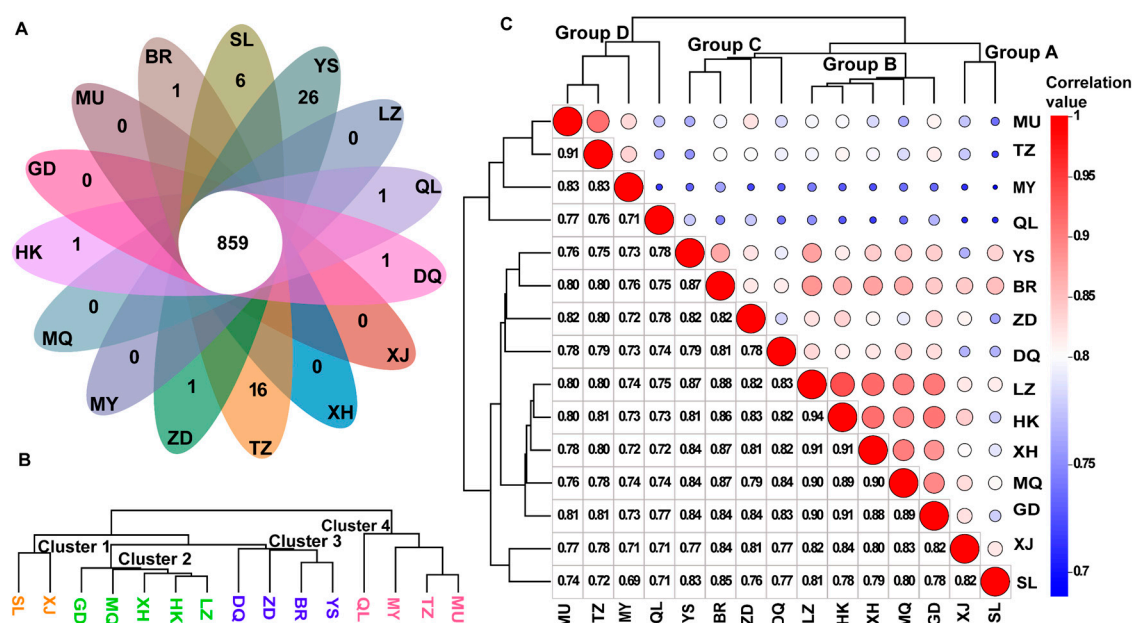 A
SL
6
YS
26
LZ
0
QL
1
DQ
1
XJ
0
XH
0
TZ
16
ZD
1
MY
0
MQ
0
HK
1
GD
0
MU
0
BR
1
859
B
Cluster 1
Cluster 2
Cluster 3
Cluster 4
SL XJ GD MQ XH HK LZ DQ ZD BR YS QL MY TZ MU
C
Group D
Group C
Group B
Group A
Correlation
value
MU
0.91 TZ
0.83 0.83 MY
0.77 0.76 0.71 QL
0.76 0.75 0.73 0.78 YS
0.80 0.80 0.76 0.75 0.87 BR
0.82 0.80 0.72 0.78 0.82 0.82 ZD
0.78 0.79 0.73 0.74 0.79 0.81 0.78 DQ
0.80 0.80 0.74 0.75 0.87 0.88 0.82 0.83 LZ
0.80 0.81 0.73 0.73 0.81 0.86 0.83 0.82 0.94 HK
0.78 0.80 0.72 0.72 0.84 0.87 0.81 0.82 0.91 0.91 XH
0.76 0.78 0.74 0.74 0.84 0.87 0.79 0.84 0.90 0.89 0.90 MQ
0.81 0.81 0.73 0.77 0.84 0.84 0.84 0.83 0.90 0.91 0.88 0.89 GD
0.77 0.78 0.71 0.71 0.77 0.84 0.81 0.77 0.82 0.84 0.80 0.83 0.82 XJ
0.74 0.72 0.69 0.71 0.83 0.85 0.76 0.77 0.81 0.78 0.79 0.80 0.78 0.82 SL
MU TZ MY QL YS BR ZD DQ LZ HK XH MQ GD XJ SL
1
0.95
0.9
0.85
0.8
0.75
0.7